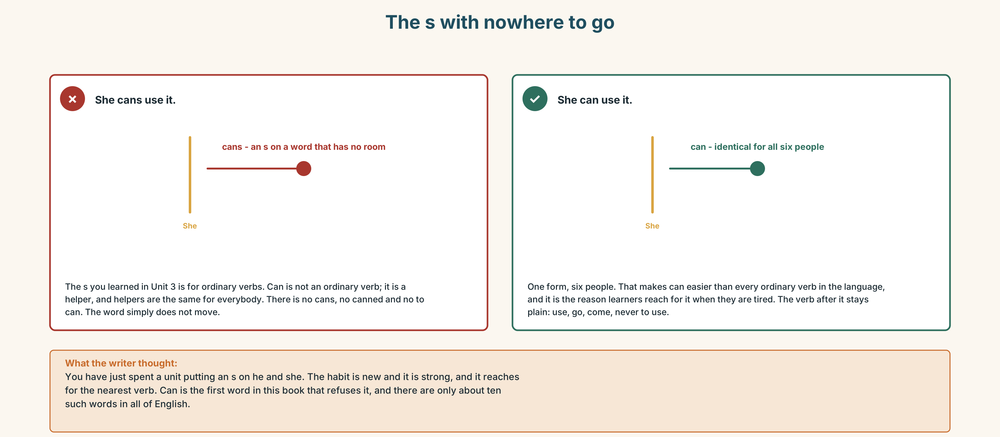 The s with nowhere to go
She cans use it.
cans - an s on a word that has no room
She
The s you learned in Unit 3 is for ordinary verbs. Can is not an ordinary verb; it is a
helper, and helpers are the same for everybody. There is no cans, no canned and no to
can. The word simply does not move.
She can use it.
can - identical for all six people
She
One form, six people. That makes can easier than every ordinary verb in the language,
and it is the reason learners reach for it when they are tired. The verb after it stays
plain: use, go, come, never to use.
What the writer thought:
You have just spent a unit putting an s on he and she. The habit is new and it is strong, and it reaches
for the nearest verb. Can is the first word in this book that refuses it, and there are only about ten
such words in all of English.